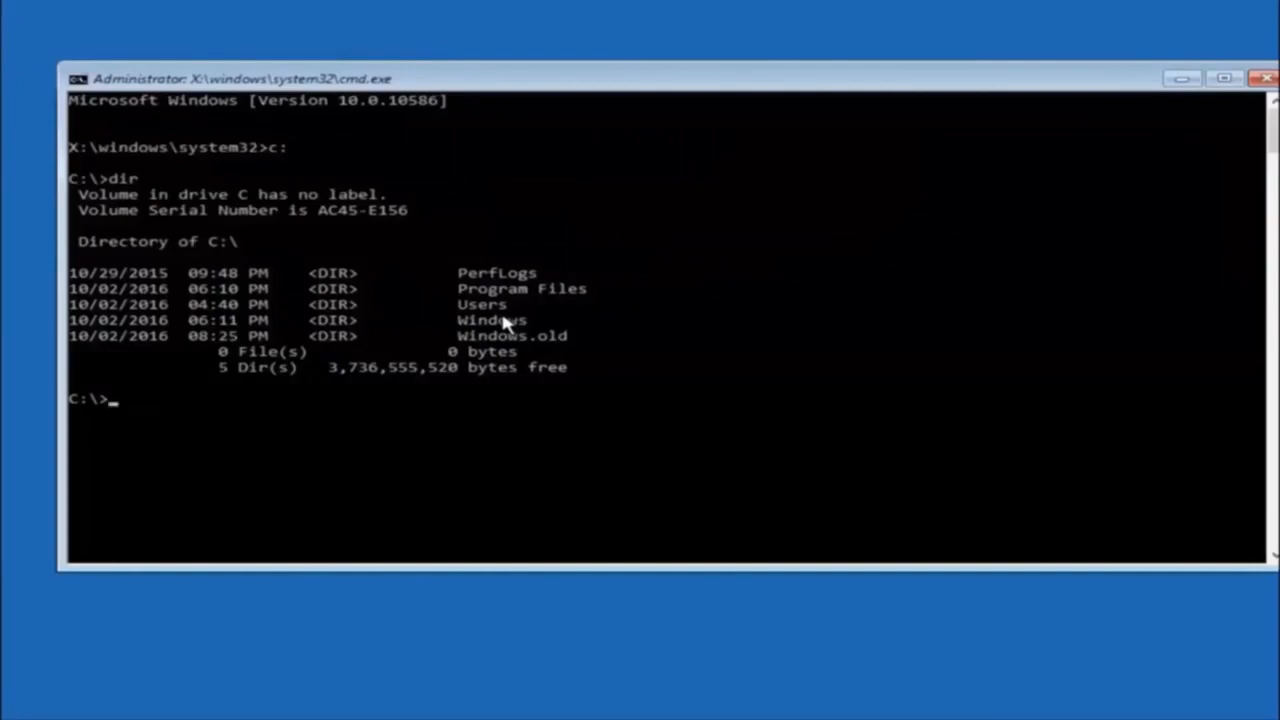 Administrator: X:\windows\system32\cmd.exe
Microsoft Windows [Version 10.0.10586]
X:\windows\system32>c:
C:\>dir
Volume in drive C has no label.
Volume Serial Number is AC45-E156
Directory of C:\
10/29/2015  09:48 PM    <DIR>          PerfLogs
10/02/2016  06:10 PM    <DIR>          Program Files
10/02/2016  04:40 PM    <DIR>          Users
10/02/2016  06:11 PM    <DIR>          Windows
10/02/2016  08:25 PM    <DIR>          Windows.old
0 File(s)              0 bytes
5 Dir(s)   3,736,555,520 bytes free
C:\>_